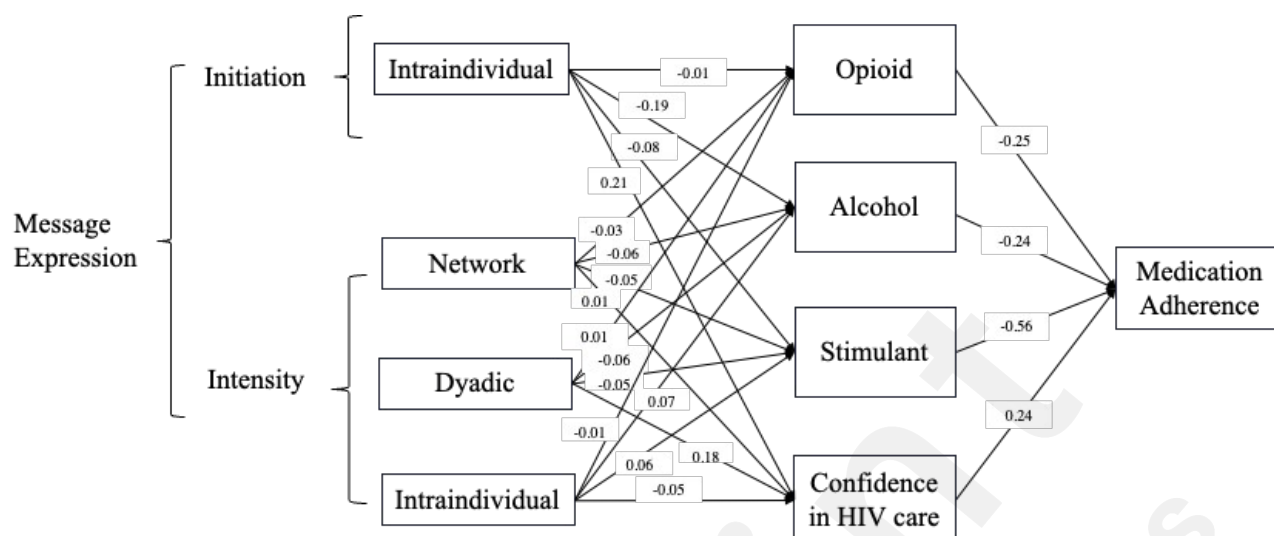 Initiation
Intraindividual
-0.01
Opioid
-0.19
-0.08
0.21
-0.25
Message
Expression
Alcohol
Network
-0.03
-0.06
-0.05
0.01
-0.24
Medication
Adherence
Intensity
Dyadic
0.01
-0.06
-0.05
0.07
Stimulant
-0.56
-0.01
0.06
0.18
-0.05
0.24
Intraindividual
Confidence
in HIV care
n t
s